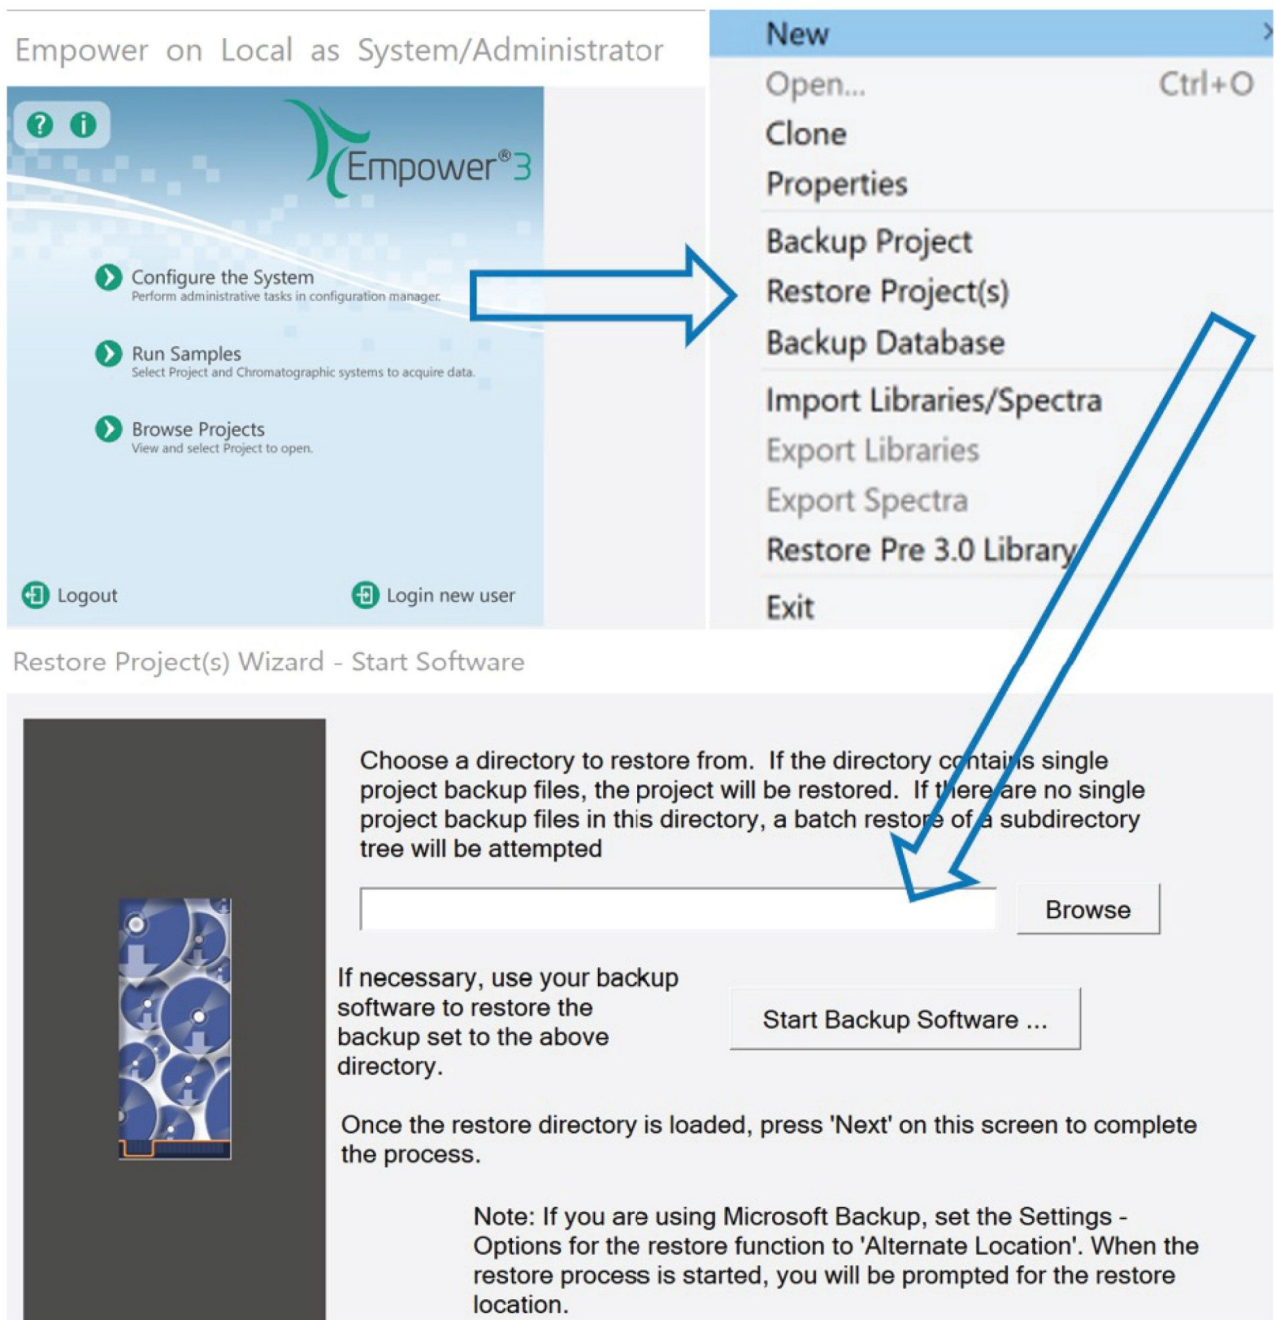 Empower on Local as System/Administrator
? i
Empower®3
Configure the System
Perform administrative tasks in configuration manager.
Run Samples
Select Project and Chromatographic systems to acquire data.
Browse Projects
View and select Project to open.
Logout
Login new user
New
Open... Ctrl+O
Clone
Properties
Backup Project
Restore Project(s)
Backup Database
Import Libraries/Spectra
Export Libraries
Export Spectra
Restore Pre 3.0 Library
Exit
Restore Project(s) Wizard - Start Software
Choose a directory to restore from. If the directory contains single
project backup files, the project will be restored. If there are no single
project backup files in this directory, a batch restore of a subdirectory
tree will be attempted
Browse
If necessary, use your backup
software to restore the
backup set to the above
directory.
Start Backup Software ...
Once the restore directory is loaded, press 'Next' on this screen to complete
the process.
Note: If you are using Microsoft Backup, set the Settings -
Options for the restore function to 'Alternate Location'. When the
restore process is started, you will be prompted for the restore
location.